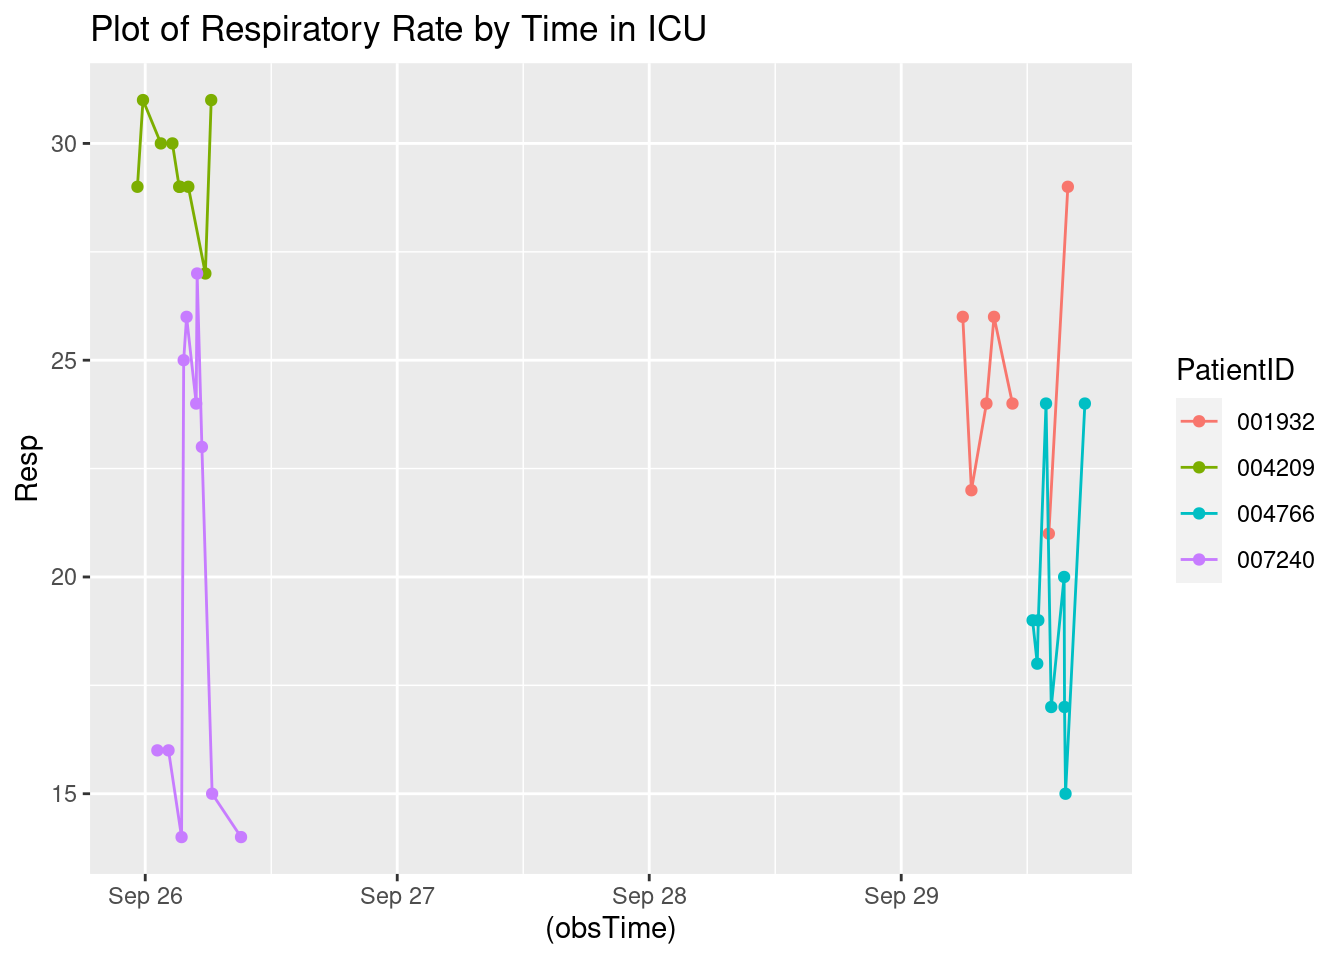 Plot of Respiratory Rate by Time in ICU
Resp
30
25
20
15
Sep 26
Sep 27
Sep 28
Sep 29
(obsTime)
PatientID
001932
004209
004766
007240